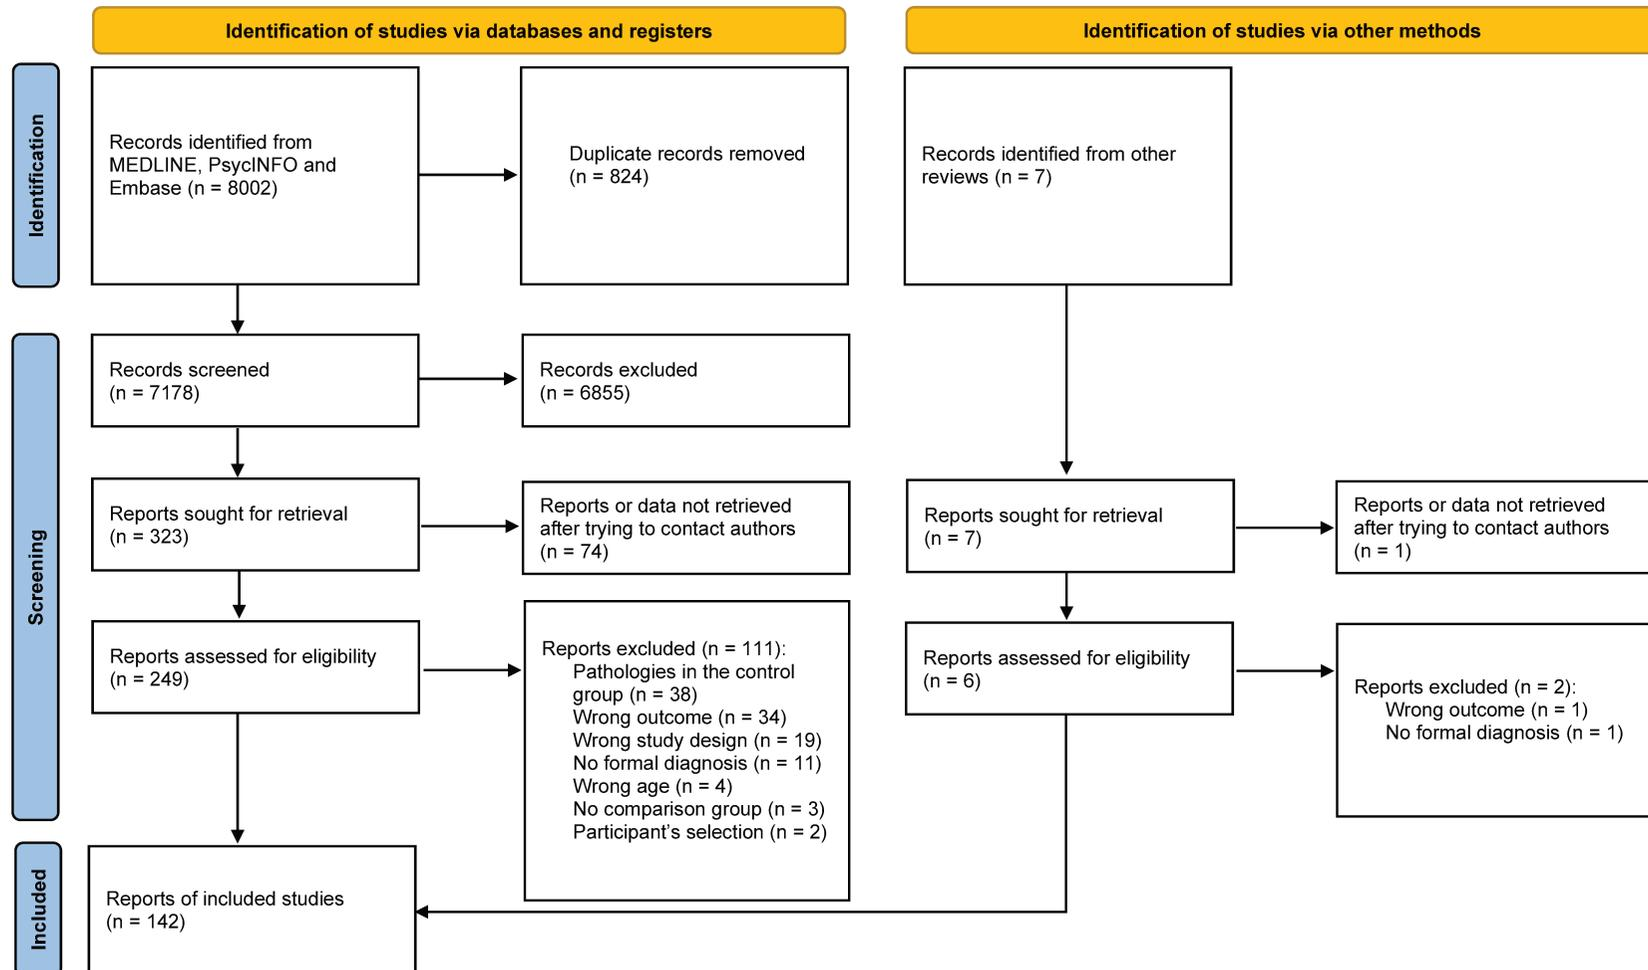 Identification of studies via databases and registers
Identification of studies via other methods
Identification
Records identified from
MEDLINE, PsycINFO and
Embase (n = 8002)
Duplicate records removed
(n = 824)
Records identified from other
reviews (n = 7)
Screening
Records screened
(n = 7178)
Records excluded
(n = 6855)
Reports sought for retrieval
(n = 323)
Reports or data not retrieved
after trying to contact authors
(n = 74)
Reports sought for retrieval
(n = 7)
Reports or data not retrieved
after trying to contact authors
(n = 1)
Reports assessed for eligibility
(n = 249)
Reports excluded (n = 111):
Pathologies in the control
group (n = 38)
Wrong outcome (n = 34)
Wrong study design (n = 19)
No formal diagnosis (n = 11)
Wrong age (n = 4)
No comparison group (n = 3)
Participant’s selection (n = 2)
Reports assessed for eligibility
(n = 6)
Reports excluded (n = 2):
Wrong outcome (n = 1)
No formal diagnosis (n = 1)
Included
Reports of included studies
(n = 142)